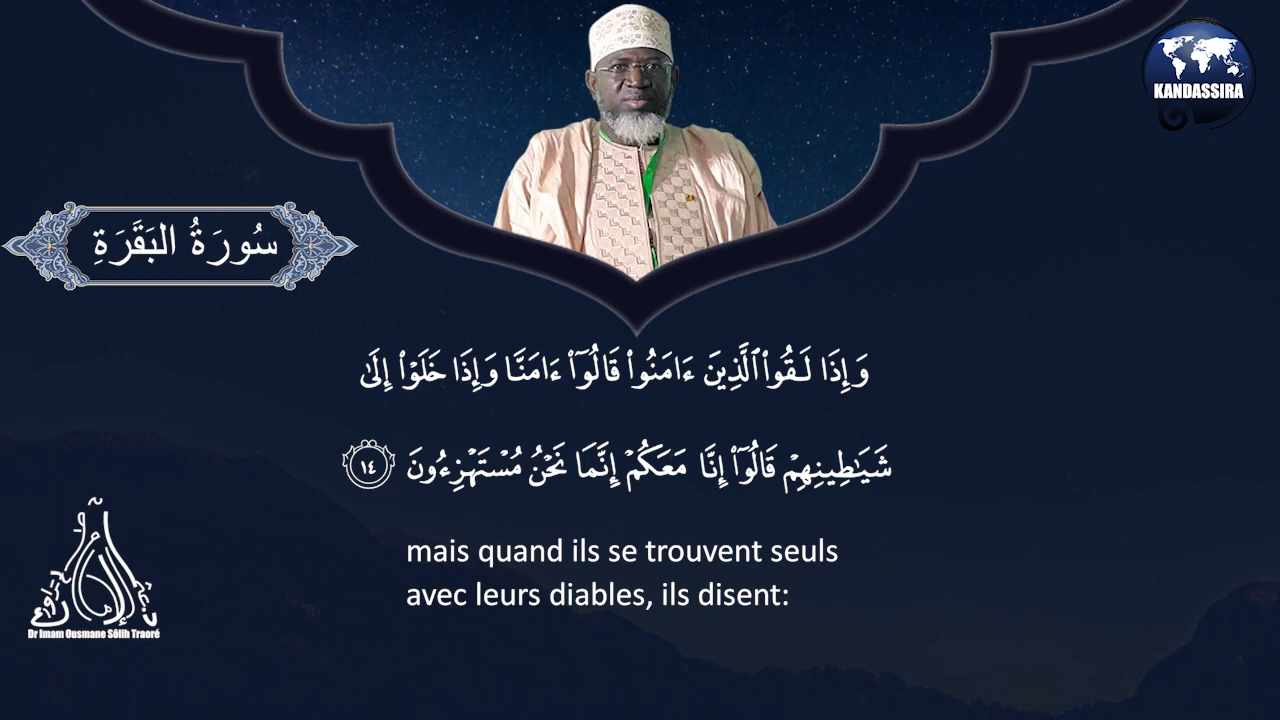 KANDASSIRA
سُورَةُ البَقَرَةِ
وَإِذَا لَقُوا۟ ٱلَّذِينَ ءَامَنُوا۟ قَالُوٓا۟ ءَامَنَّا وَإِذَا خَلَوْا۟ إِلَىٰ
شَيَـٰطِينِهِمْ قَالُوٓا۟ إِنَّا مَعَكُمْ إِنَّمَا نَحْنُ مُسْتَهْزِءُونَ ١٤
mais quand ils se trouvent seuls
avec leurs diables, ils disent:
Dr Imam Ousmane Sôlih Traoré